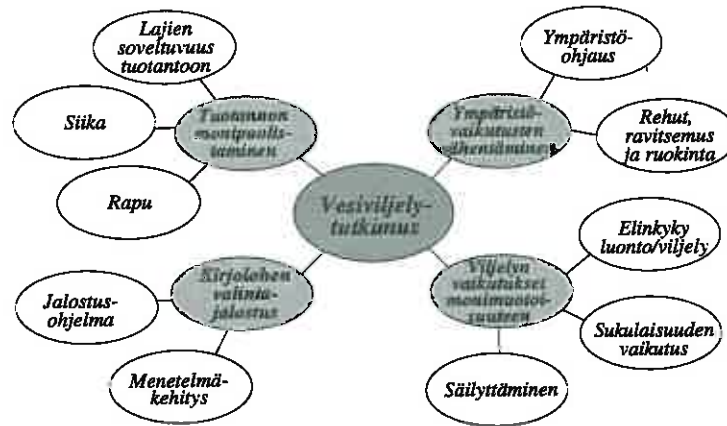 Lajien
soveltuvuus
tuotantoon
Siika
Rapu
Tuotannon
monipuolis-
taminen
Ympäristö-
ohjaus
Rehut,
ravitsemus
ja ruokinta
Ympäristö-
vaikutusten
vähentäminen
Vesiviljely-
tutkimus
Kirjolohen
valinta-
jalostus
Jalostus-
ohjelma
Menetelmä-
kehitys
Viljelyn
vaikutukset
monimuotoi-
suuteen
Elinkyky
luonto/viljely
Sukulaisuuden
vaikutus
Säilyttäminen